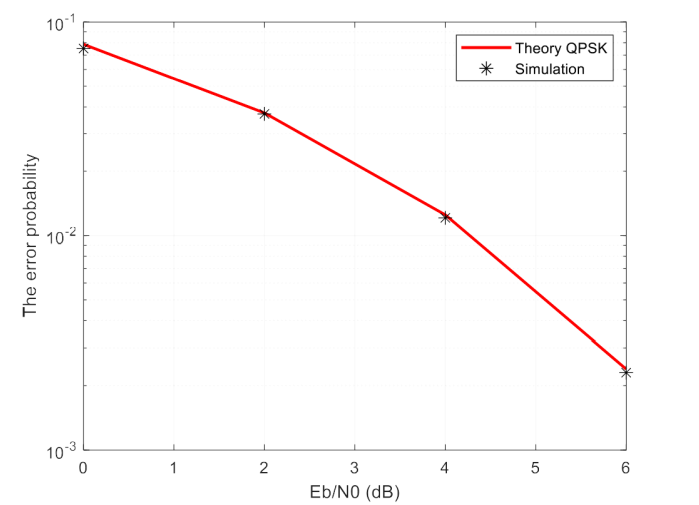 10-1
Theory QPSK
Simulation
The error probability
10-2
10-3
0 1 2 3 4 5 6
Eb/N0 (dB)